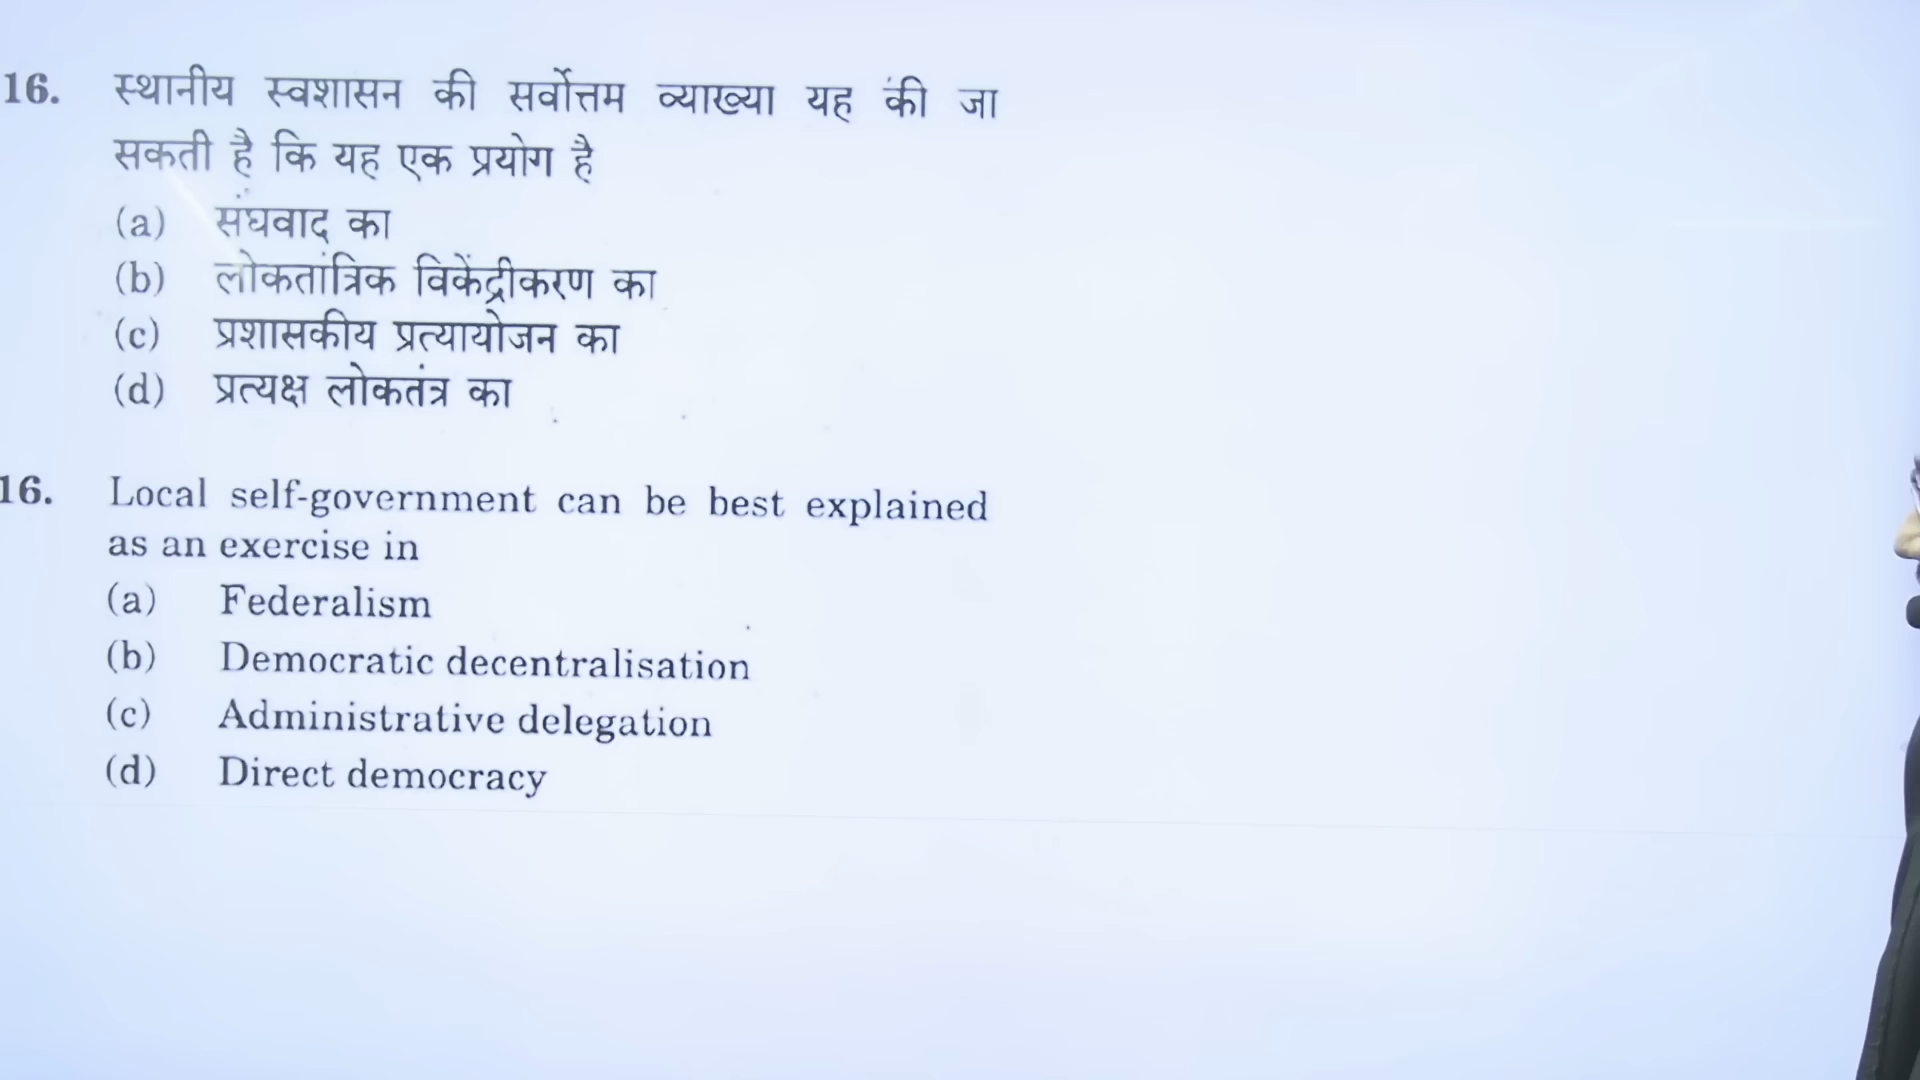 16. स्थानीय स्वशासन की सर्वोत्तम व्याख्या यह की जा
सकती है कि यह एक प्रयोग है
(a) संघवाद का
(b) लोकतांत्रिक विकेंद्रीकरण का
(c) प्रशासकीय प्रत्यायोजन का
(d) प्रत्यक्ष लोकतंत्र का
16. Local self-government can be best explained
as an exercise in
(a) Federalism
(b) Democratic decentralisation
(c) Administrative delegation
(d) Direct democracy